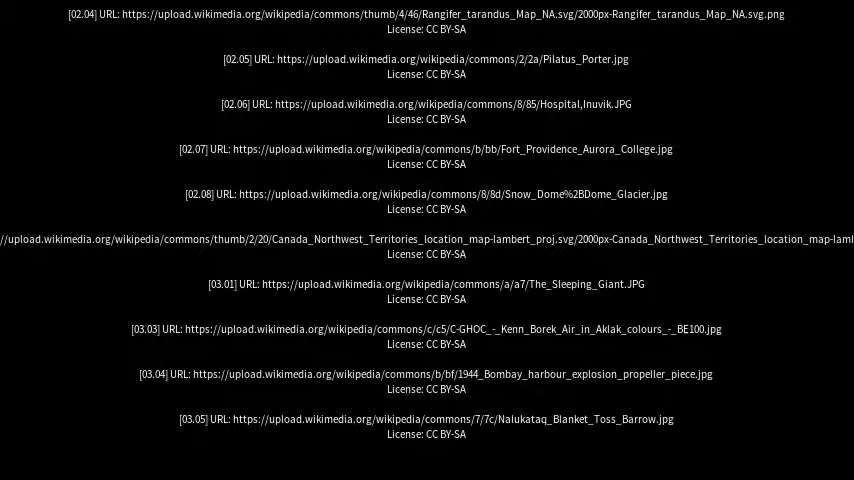 [02.04] URL: https://upload.wikimedia.org/wikipedia/commons/thumb/4/46/Rangifer_tarandus_Map_NA.svg/2000px-Rangifer_tarandus_Map_NA.svg.png
License: CC BY-SA
[02.05] URL: https://upload.wikimedia.org/wikipedia/commons/2/2a/Pilatus_Porter.jpg
License: CC BY-SA
[02.06] URL: https://upload.wikimedia.org/wikipedia/commons/8/85/Hospital,Inuvik.JPG
License: CC BY-SA
[02.07] URL: https://upload.wikimedia.org/wikipedia/commons/b/bb/Fort_Providence_Aurora_College.jpg
License: CC BY-SA
[02.08] URL: https://upload.wikimedia.org/wikipedia/commons/8/8d/Snow_Dome%2BDome_Glacier.jpg
License: CC BY-SA
//upload.wikimedia.org/wikipedia/commons/thumb/2/20/Canada_Northwest_Territories_location_map-lambert_proj.svg/2000px-Canada_Northwest_Territories_location_map-laml
License: CC BY-SA
[03.01] URL: https://upload.wikimedia.org/wikipedia/commons/a/a7/The_Sleeping_Giant.JPG
License: CC BY-SA
[03.03] URL: https://upload.wikimedia.org/wikipedia/commons/c/c5/C-GHOC_-_Kenn_Borek_Air_in_Aklak_colours_-_BE100.jpg
License: CC BY-SA
[03.04] URL: https://upload.wikimedia.org/wikipedia/commons/b/bf/1944_Bombay_harbour_explosion_propeller_piece.jpg
License: CC BY-SA
[03.05] URL: https://upload.wikimedia.org/wikipedia/commons/7/7c/Nalukataq_Blanket_Toss_Barrow.jpg
License: CC BY-SA